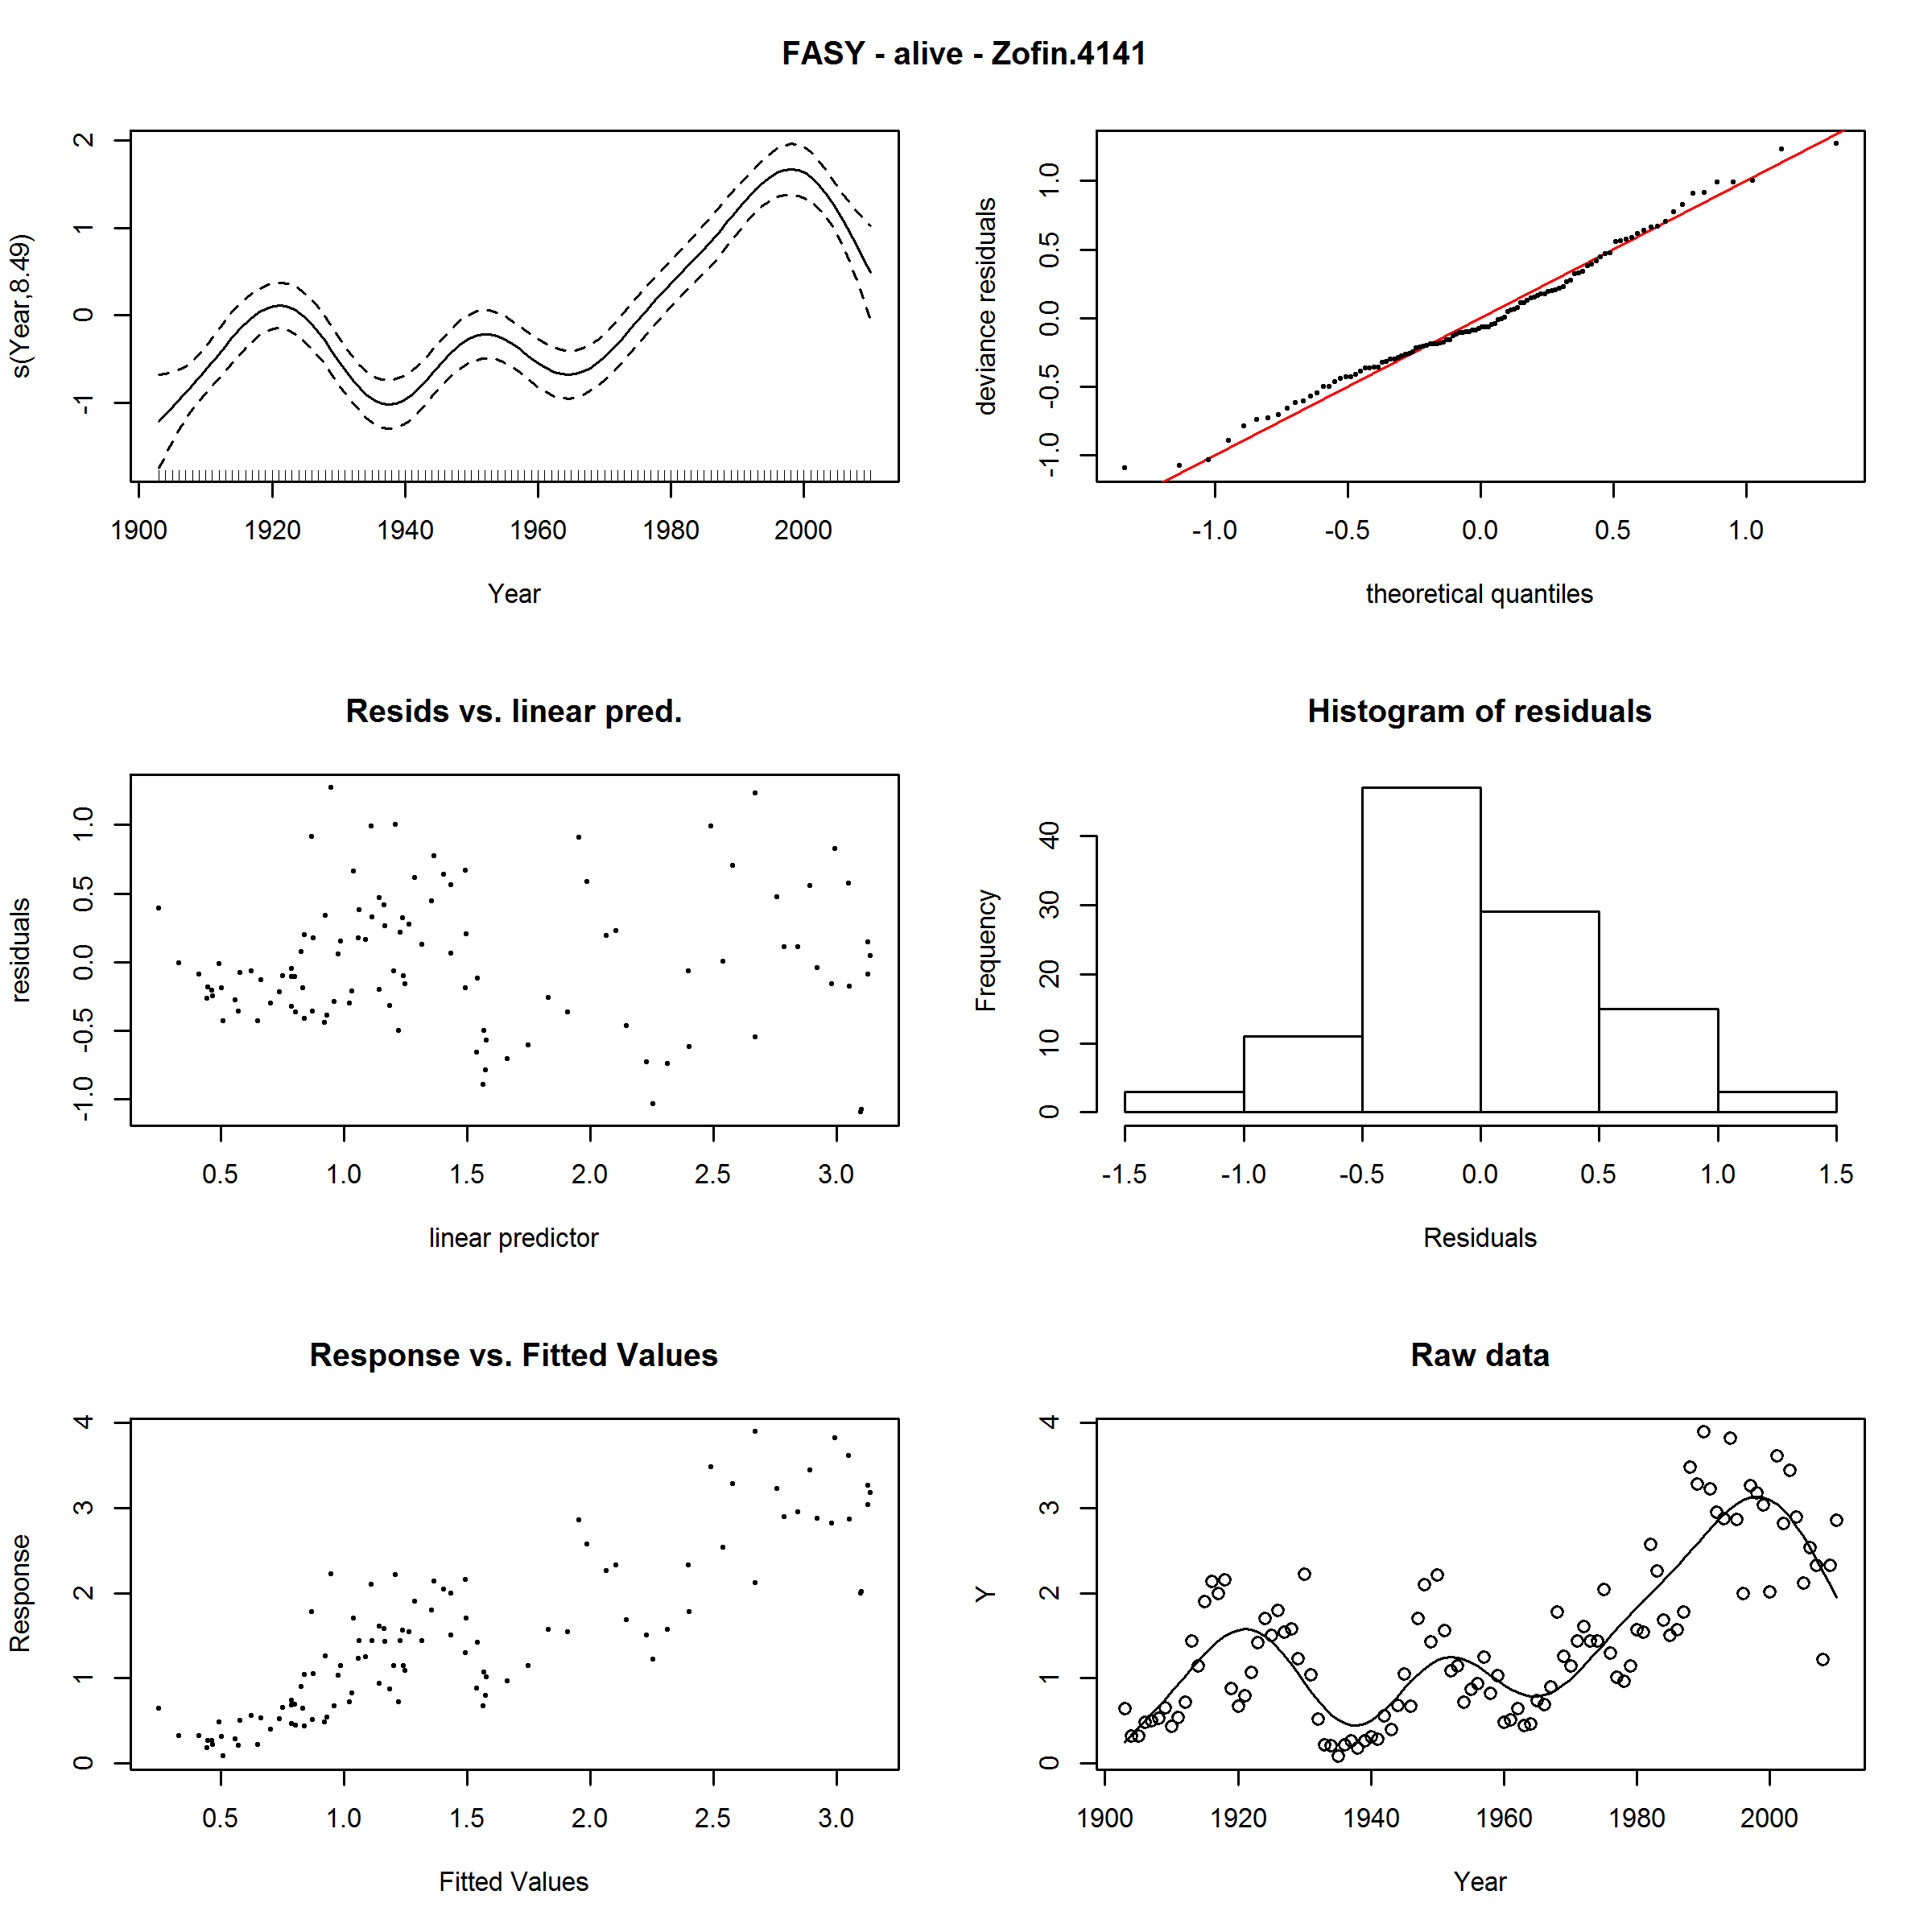 FASY - alive - Zofin.4141
s(Year,8.49)
2
1
0
-1
1900 1920 1940 1960 1980 2000
Year
deviance residuals
1.0
0.5
0.0
-0.5
-1.0
-1.0 -0.5 0.0 0.5 1.0
theoretical quantiles
Resids vs. linear pred.
residuals
1.0
0.5
0.0
-0.5
-1.0
0.5 1.0 1.5 2.0 2.5 3.0
linear predictor
Histogram of residuals
Frequency
40
30
20
10
0
-1.5 -1.0 -0.5 0.0 0.5 1.0 1.5
Residuals
Response vs. Fitted Values
Response
4
3
2
1
0
0.5 1.0 1.5 2.0 2.5 3.0
Fitted Values
Raw data
Y
4
3
2
1
0
1900 1920 1940 1960 1980 2000
Year